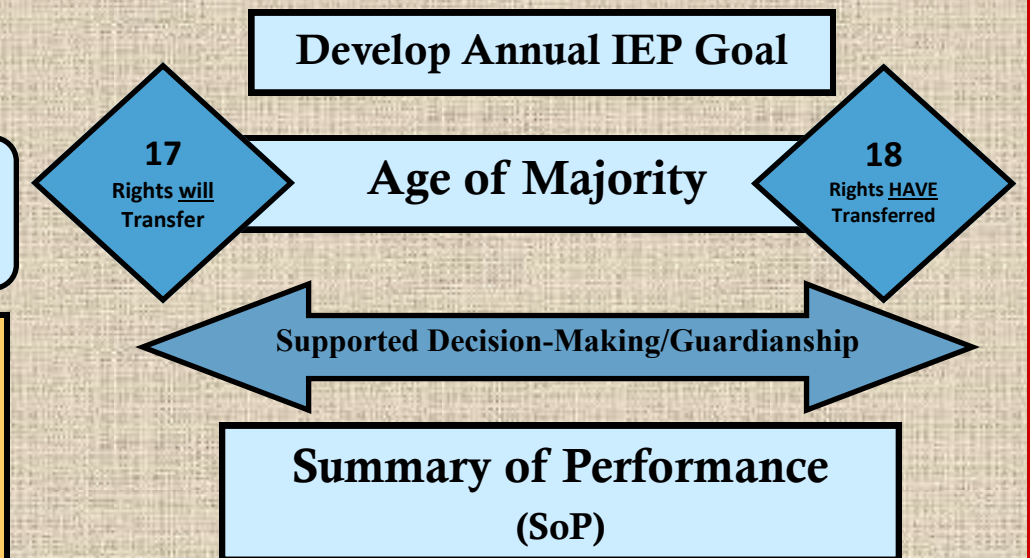 Develop Annual IEP Goal
17
Rights will
Transfer
Age of Majority
18
Rights HAVE
Transferred
Supported Decision-Making/Guardianship
Summary of Performance
(SoP)